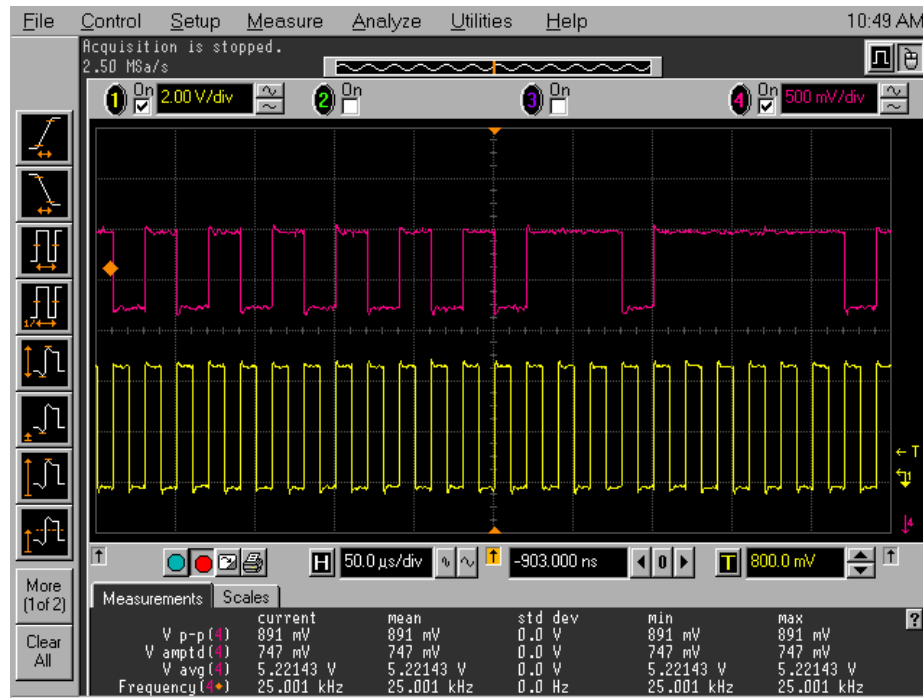 File Control Setup Measure Analyze Utilities Help 10:49 AM
Acquisition is stopped.
2.50 MSa/s
1 On 2.00 V/div 2 On 3 On 4 On 500 mV/div
T
1
4
More
(1of 2)
Clear
All
H 50.0 µs/div T -903.000 ns 0 T 800.0 mV
Measurements Scales
current mean std dev min max ?
V p-p(4) 891 mV 891 mV 0.0 V 891 mV 891 mV
V amptd(4) 747 mV 747 mV 0.0 V 747 mV 747 mV
V avg(4) 5.22143 V 5.22143 V 0.0 V 5.22143 V 5.22143 V
Frequency(4◆) 25.001 kHz 25.001 kHz 0.0 Hz 25.001 kHz 25.001 kHz